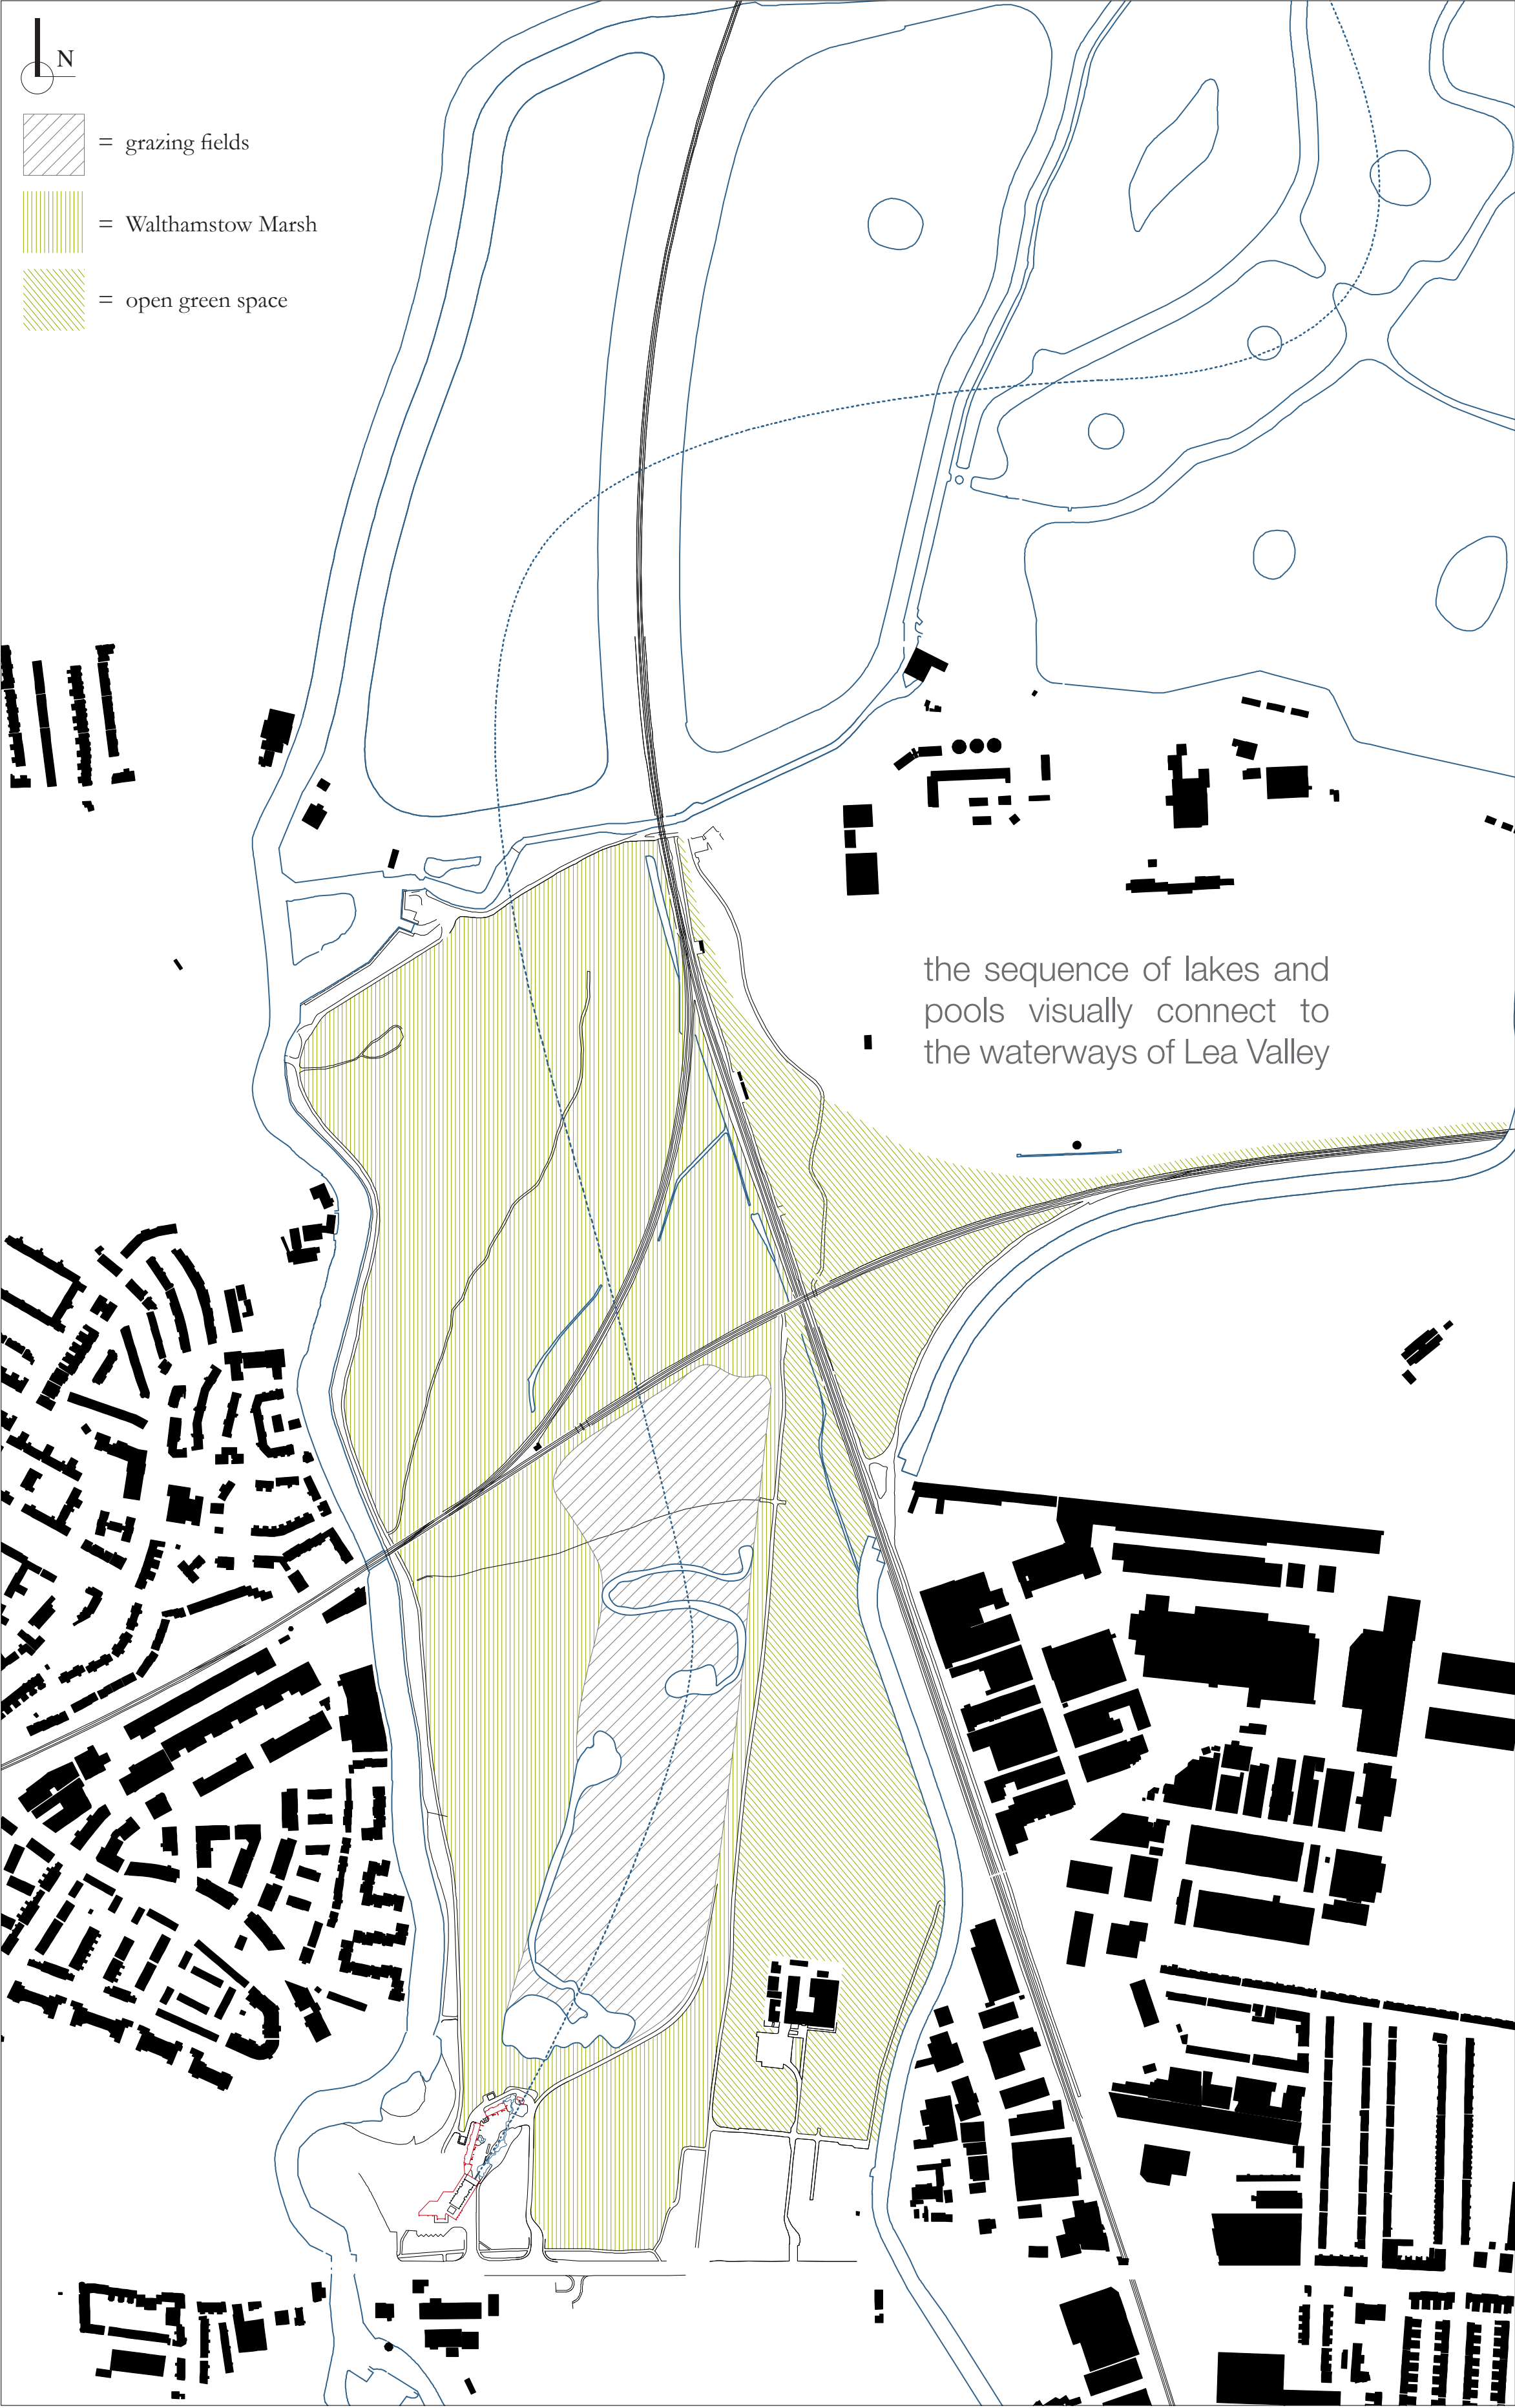 N
= grazing fields
= Walthamstow Marsh
= open green space
the sequence of lakes and
pools visually connect to
the waterways of Lea Valley